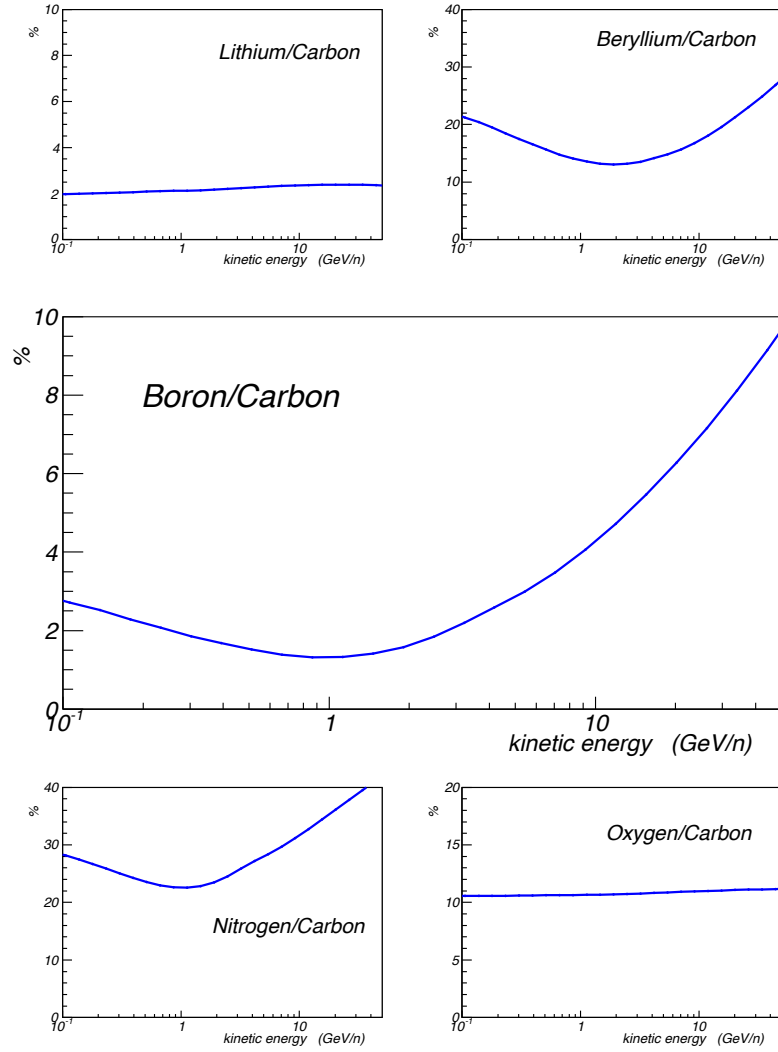 %
10
8
6
4
2
0
Lithium/Carbon
10-1 1 10
kinetic energy (GeV/n)
%
40
30
20
10
0
Beryllium/Carbon
10-1 1 10
kinetic energy (GeV/n)
%
10
8
6
4
2
0
Boron/Carbon
10-1 1 10
kinetic energy (GeV/n)
%
40
30
20
10
0
Nitrogen/Carbon
10-1 1 10
kinetic energy (GeV/n)
%
20
15
10
5
0
Oxygen/Carbon
10-1 1 10
kinetic energy (GeV/n)